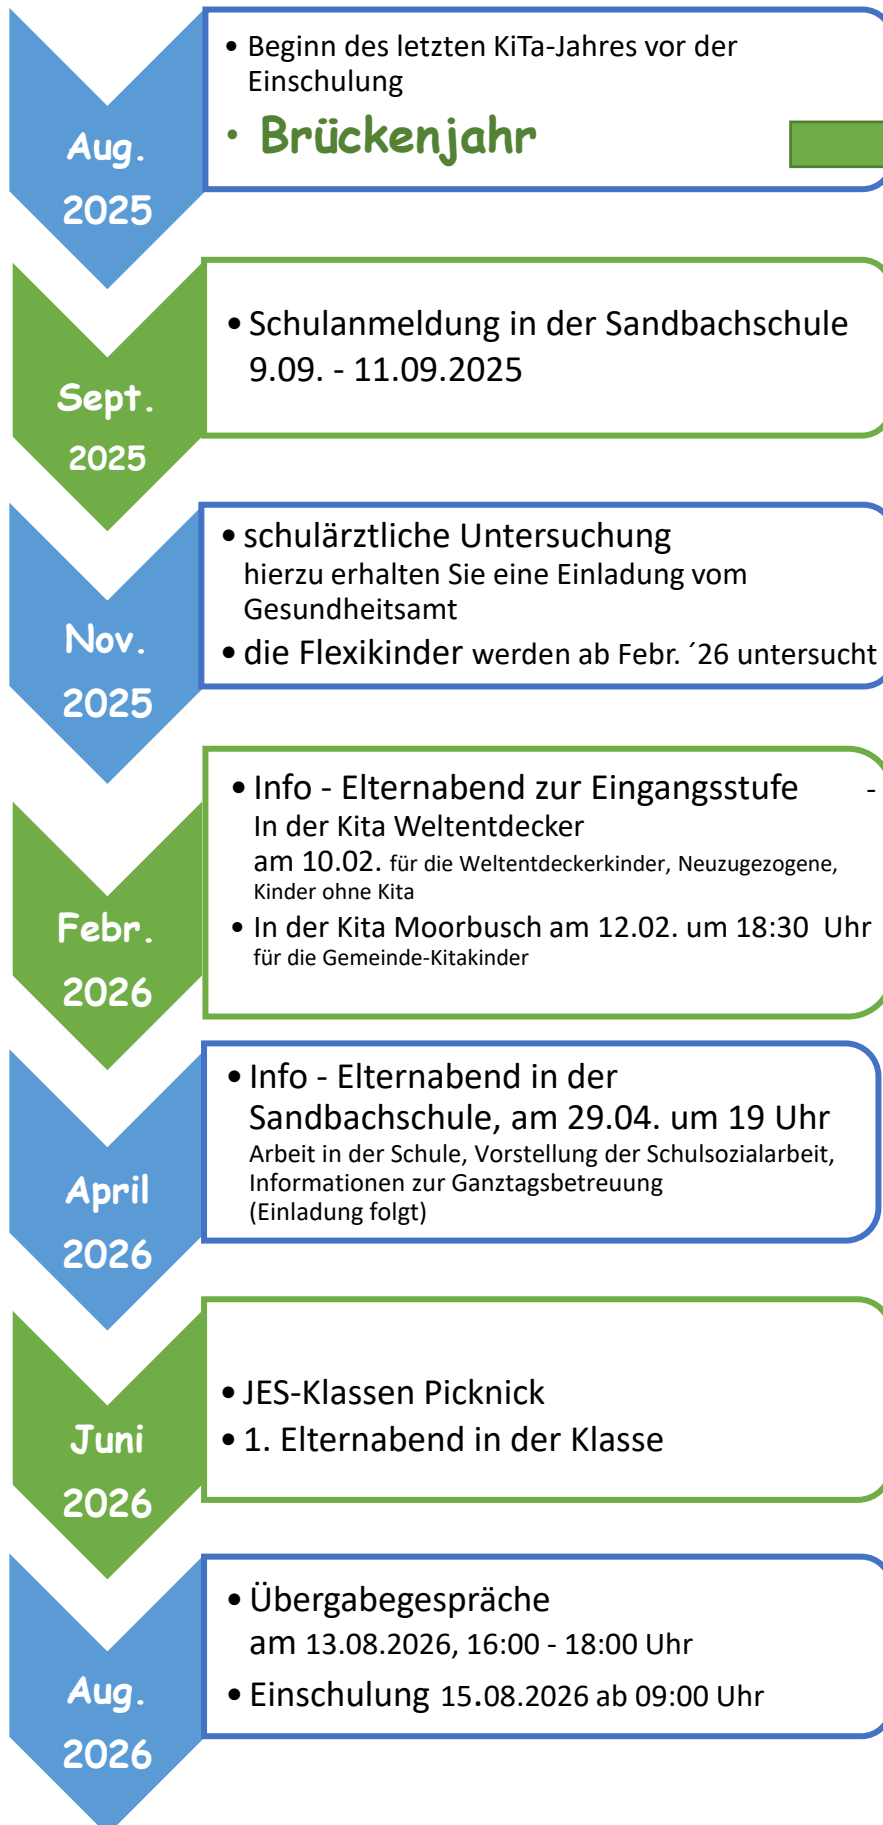 Aug.
2025
• Beginn des letzten KiTa-Jahres vor der
Einschulung
• Brückenjahr
Sept.
2025
• Schulanmeldung in der Sandbachschule
9.09. - 11.09.2025
Nov.
2025
• schulärztliche Untersuchung
hierzu erhalten Sie eine Einladung vom
Gesundheitsamt
• die Flexikinder werden ab Febr. ´26 untersucht
Febr.
2026
• Info - Elternabend zur Eingangsstufe -
In der Kita Weltentdecker
am 10.02. für die Weltentdeckerkinder, Neuzugezogene,
Kinder ohne Kita
• In der Kita Moorbusch am 12.02. um 18:30 Uhr
für die Gemeinde-Kitakinder
April
2026
• Info - Elternabend in der
Sandbachschule, am 29.04. um 19 Uhr
Arbeit in der Schule, Vorstellung der Schulsozialarbeit,
Informationen zur Ganztagsbetreuung
(Einladung folgt)
Juni
2026
• JES-Klassen Picknick
• 1. Elternabend in der Klasse
Aug.
2026
• Übergabegespräche
am 13.08.2026, 16:00 - 18:00 Uhr
• Einschulung 15.08.2026 ab 09:00 Uhr